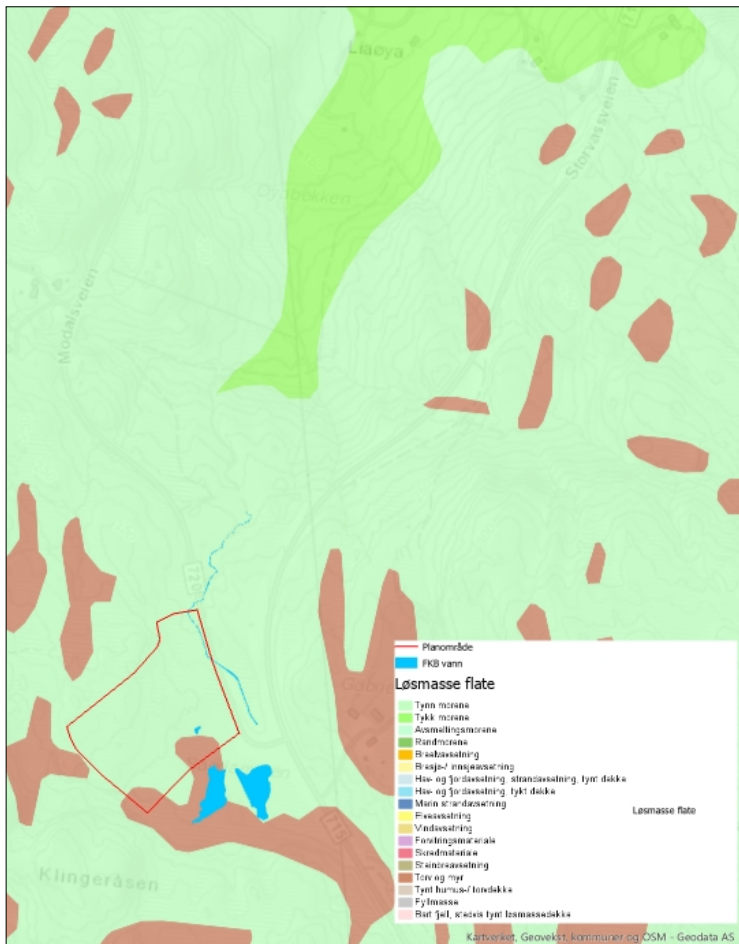 Liaøya
Storvassveien
Modalsveien
720
Planområde
FKB vann
Løsmasse flate
Tynn morene
Tykk morene
Avsmeltingsmorene
Randmorene
Breelvavsetning
Bresjø-/ innsjøavsetning
Hav- og fjordavsetning, strandavsetning, tynt dekke
Hav- og fjordavsetning, tykt dekke
Marin strandavsetning
Løsmasse flate
Elveavsetning
Vindavsetning
Forvitringsmateriale
Skredmateriale
Steinbreavsetning
Torv og myr
Tynt humus-/ torvdekke
Fyllmasse
Bart fjell, stedvis tynt løsmassedekke
715
Klingeråsen
Kartverket, Geovekst, kommuner og OSM - Geodata AS